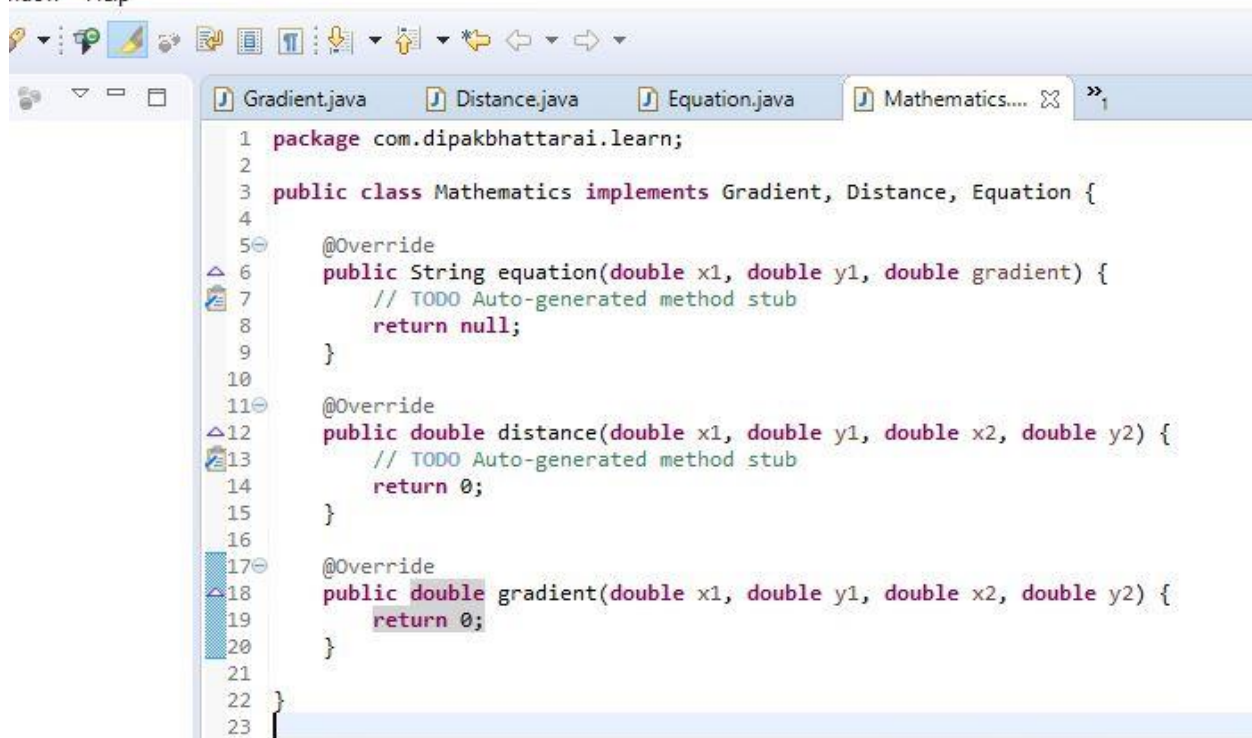 Gradient.java Distance.java Equation.java Mathematics.... »1
1 package com.dipakbhattarai.learn;
2
3 public class Mathematics implements Gradient, Distance, Equation {
4
5 @Override
6 public String equation(double x1, double y1, double gradient) {
7 // TODO Auto-generated method stub
8 return null;
9 }
10
11 @Override
12 public double distance(double x1, double y1, double x2, double y2) {
13 // TODO Auto-generated method stub
14 return 0;
15 }
16
17 @Override
18 public double gradient(double x1, double y1, double x2, double y2) {
19 return 0;
20 }
21
22 }
23